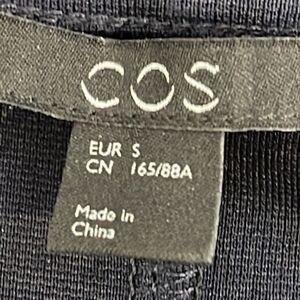 COS
EUR S
CN 165/88A
Made in
China